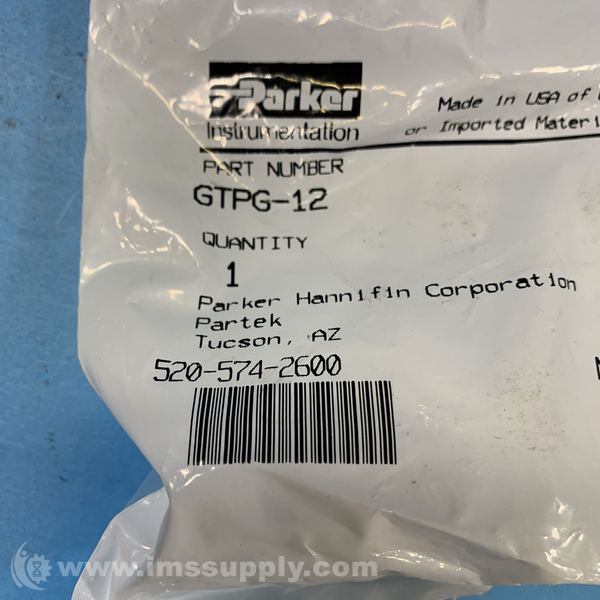 Parker
Instrumentation
Made in USA of
or Imported
PART NUMBER
GTPG-12
QUANTITY
1
Parker Hannifin Corporation
Partek
Tucson, AZ
520-574-2600
www.imssupply.com